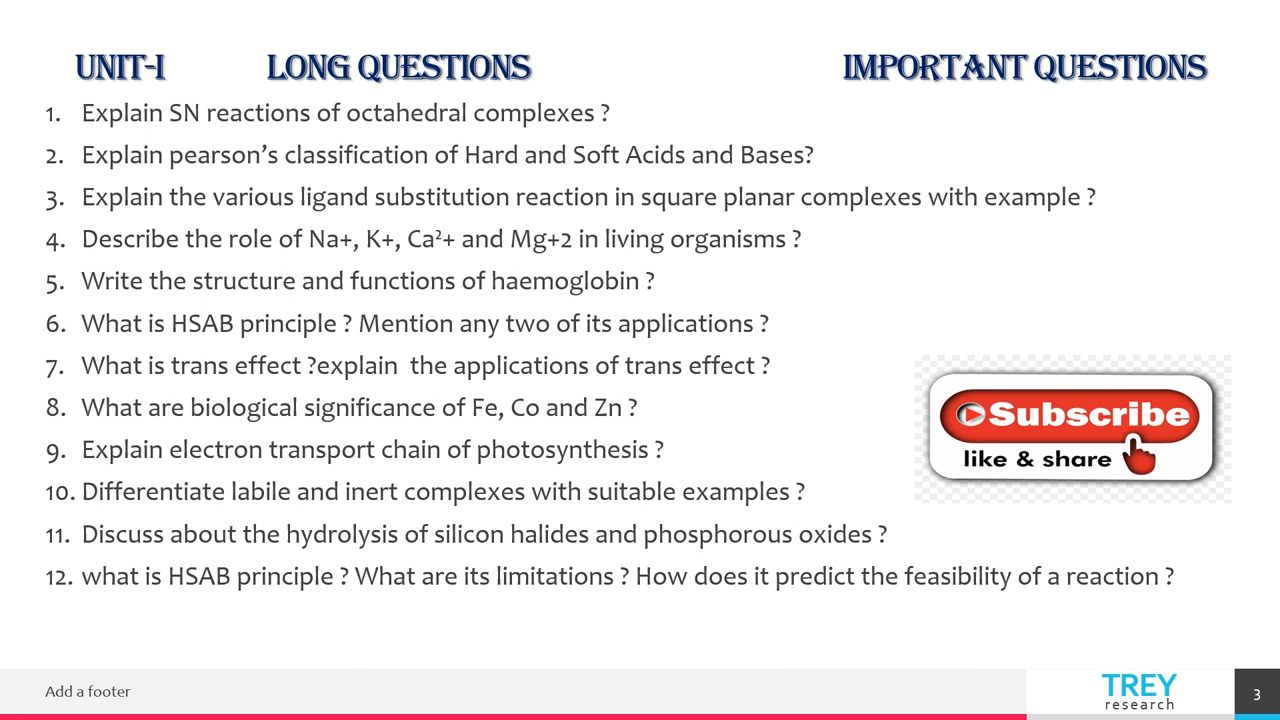 UNIT-I LONG QUESTIONS IMPORTANT QUESTIONS
1. Explain SN reactions of octahedral complexes ?
2. Explain pearson’s classification of Hard and Soft Acids and Bases?
3. Explain the various ligand substitution reaction in square planar complexes with example ?
4. Describe the role of Na+, K+, Ca²+ and Mg+2 in living organisms ?
5. Write the structure and functions of haemoglobin ?
6. What is HSAB principle ? Mention any two of its applications ?
7. What is trans effect ?explain  the applications of trans effect ?
8. What are biological significance of Fe, Co and Zn ?
9. Explain electron transport chain of photosynthesis ?
10. Differentiate labile and inert complexes with suitable examples ?
11. Discuss about the hydrolysis of silicon halides and phosphorous oxides ?
12. what is HSAB principle ? What are its limitations ? How does it predict the feasibility of a reaction ?
Subscribe
like & share
Add a footer
TREY
research
3